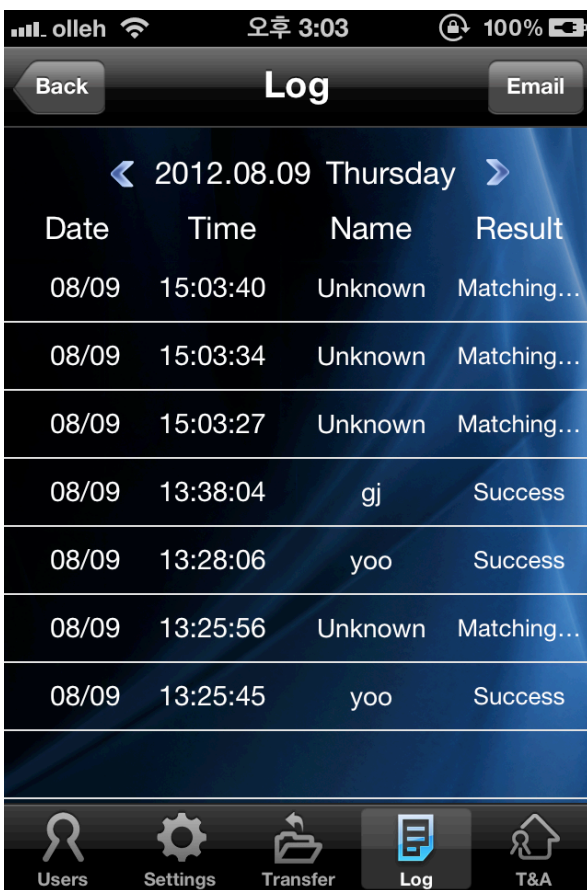 olleh 오후 3:03 100%
Back Log Email
2012.08.09 Thursday
Date Time Name Result
08/09 15:03:40 Unknown Matching...
08/09 15:03:34 Unknown Matching...
08/09 15:03:27 Unknown Matching...
08/09 13:38:04 gj Success
08/09 13:28:06 yoo Success
08/09 13:25:56 Unknown Matching...
08/09 13:25:45 yoo Success
Users Settings Transfer Log T&A